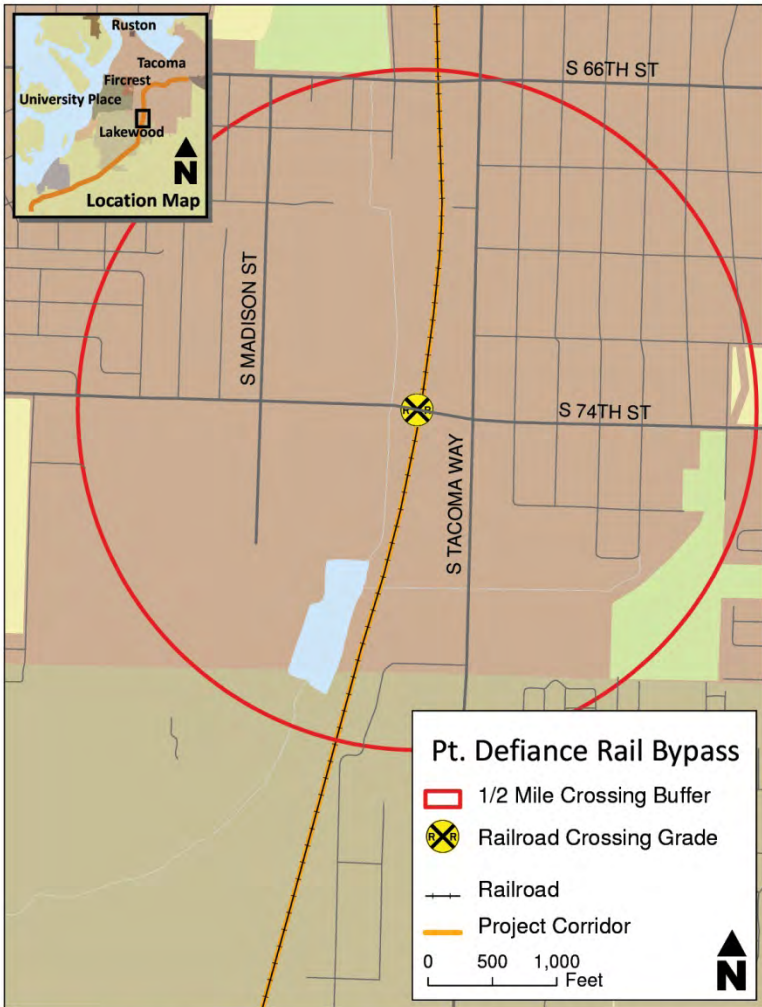 Ruston
Tacoma
Fircrest
University Place
Lakewood
N
Location Map
S 66TH ST
S MADISON ST
S 74TH ST
R R
S TACOMA WAY
Pt. Defiance Rail Bypass
1/2 Mile Crossing Buffer
R R
Railroad Crossing Grade
Railroad
Project Corridor
0 500 1,000
Feet
N